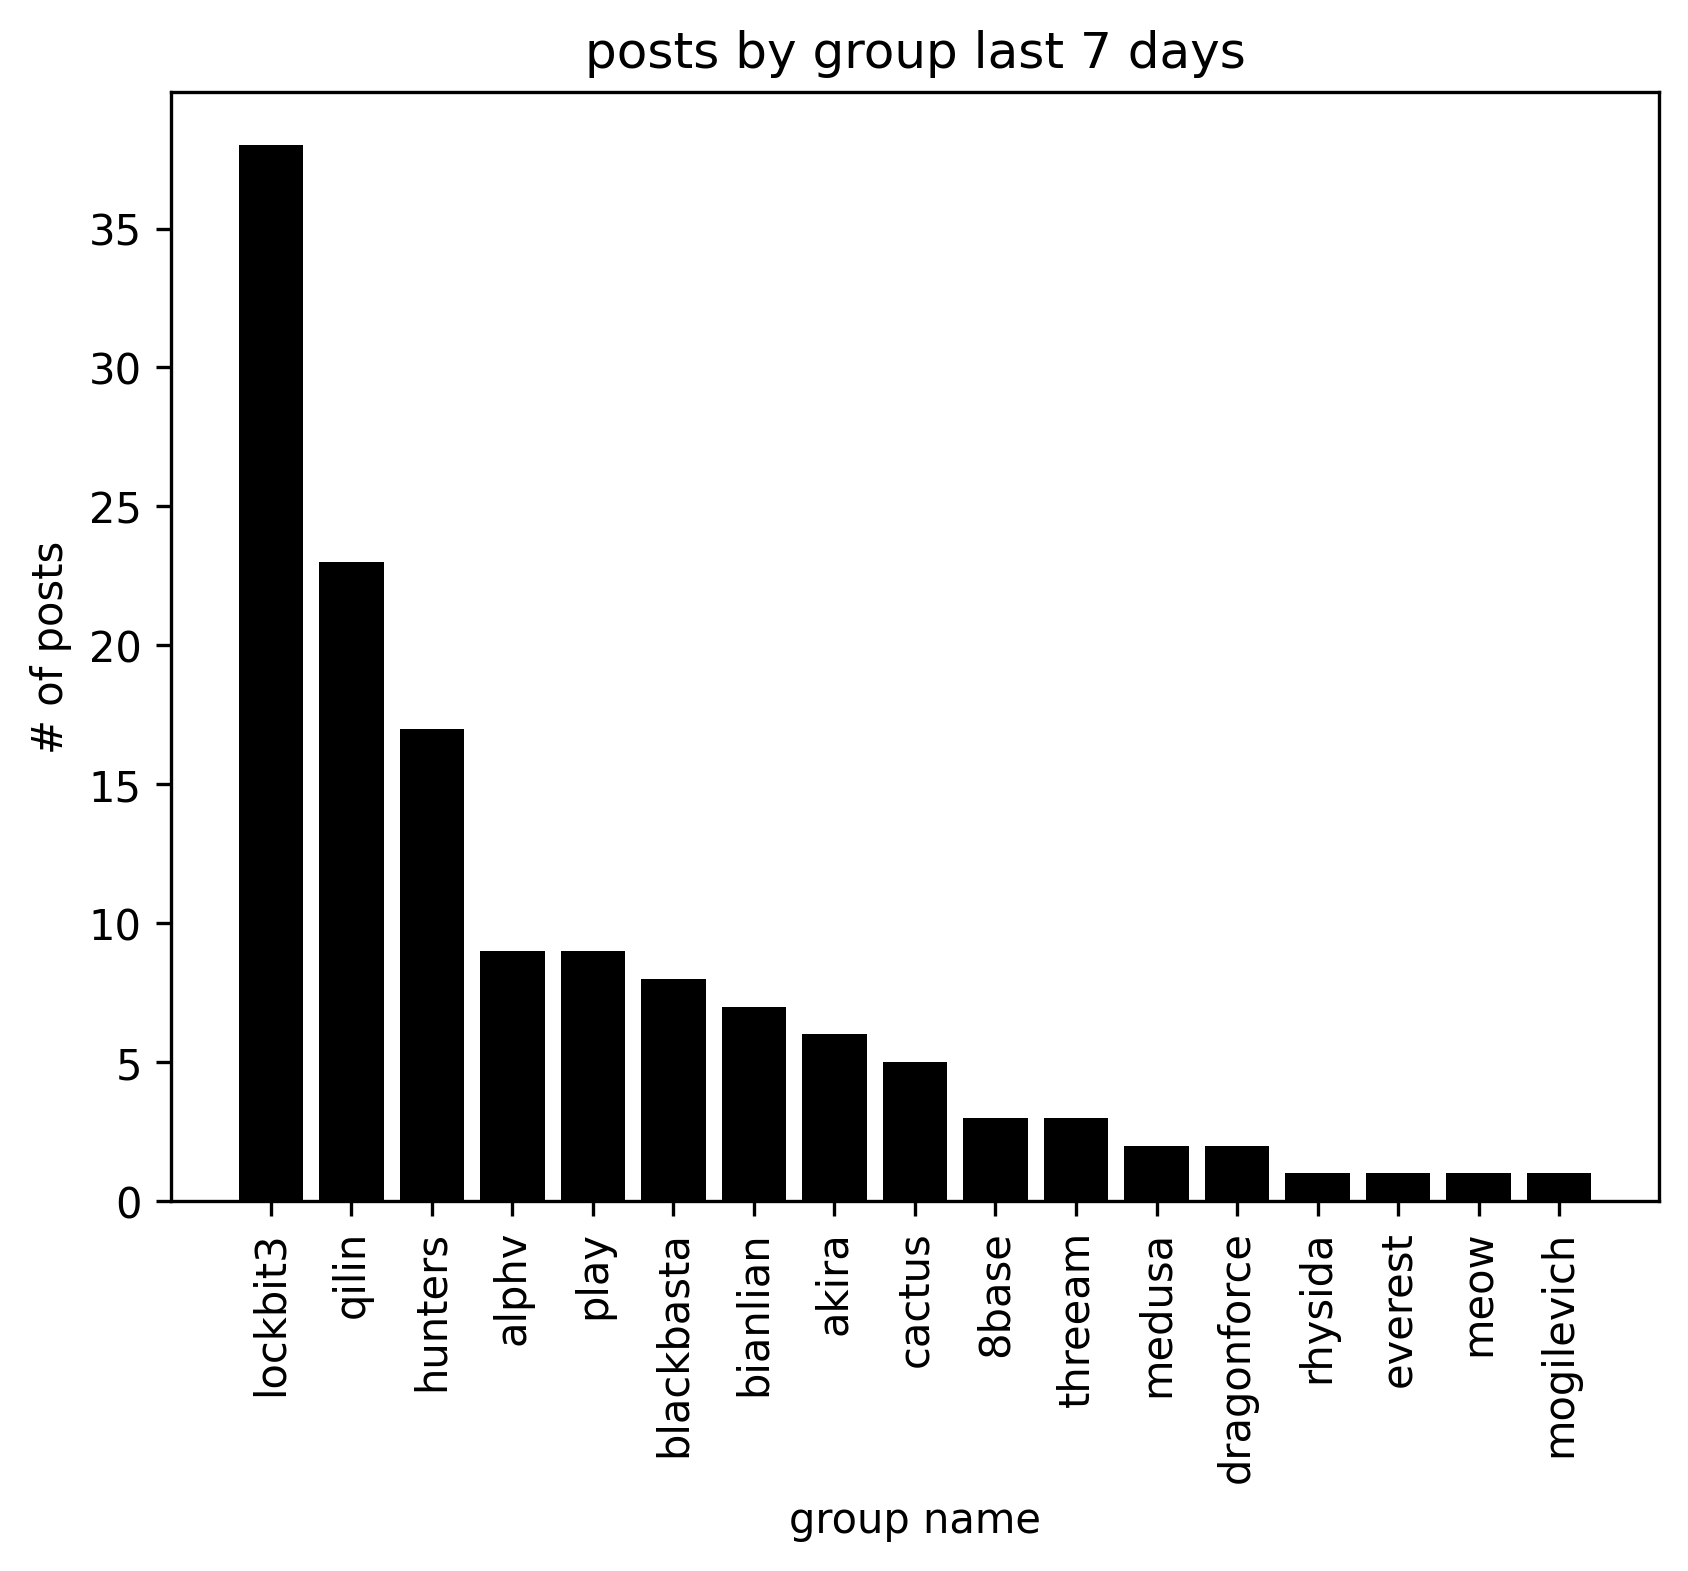 posts by group last 7 days
# of posts
35
30
25
20
15
10
5
0
lockbit3
qilin
hunters
alphv
play
blackbasta
bianlian
akira
cactus
8base
threeam
medusa
dragonforce
rhysida
everest
meow
mogilevich
group name